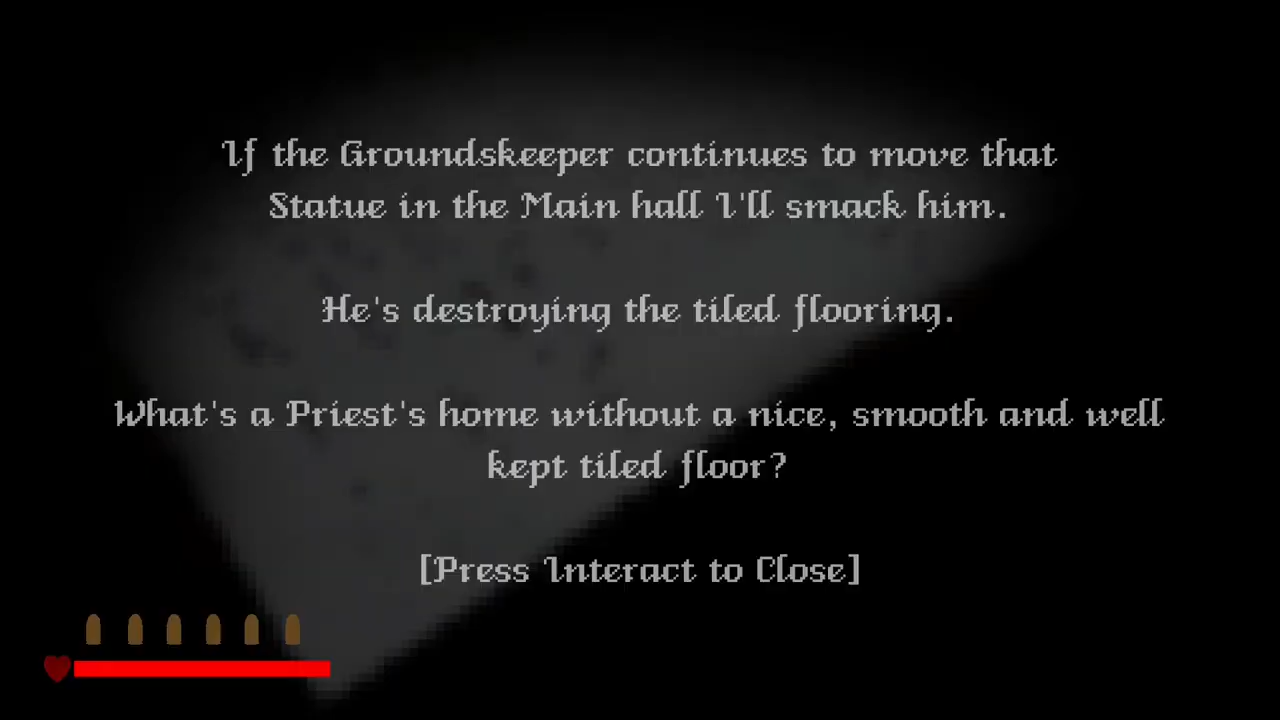 If the Groundskeeper continues to move that
Statue in the Main hall I'll smack him.
He's destroying the tiled flooring.
What's a Priest's home without a nice, smooth and well
kept tiled floor?
[Press Interact to Close]